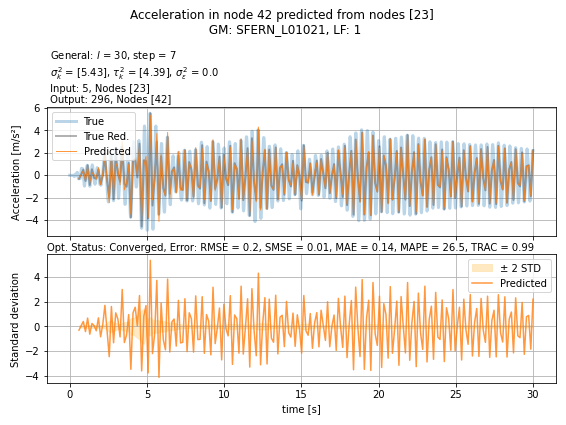 Acceleration in node 42 predicted from nodes [23]
GM: SFERN_L01021, LF: 1
General: l = 30, step = 7
σ²ₖ = [5.43], τ²ₖ = [4.39], σ²ε = 0.0
Input: 5, Nodes [23]
Output: 296, Nodes [42]
6
4
2
0
−2
−4
Acceleration [m/s²]
True
True Red.
Predicted
Opt. Status: Converged, Error: RMSE = 0.2, SMSE = 0.01, MAE = 0.14, MAPE = 26.5, TRAC = 0.99
4
2
0
−2
−4
Standard deviation
± 2 STD
Predicted
0 5 10 15 20 25 30
time [s]